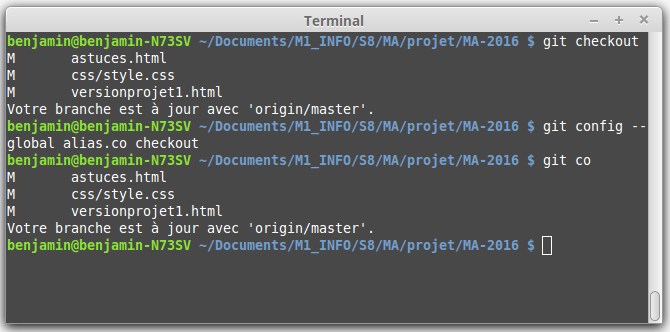 Terminal
benjamin@benjamin-N73SV ~/Documents/M1_INFO/S8/MA/projet/MA-2016 $ git checkout
M       astuces.html
M       css/style.css
M       versionprojet1.html
Votre branche est à jour avec 'origin/master'.
benjamin@benjamin-N73SV ~/Documents/M1_INFO/S8/MA/projet/MA-2016 $ git config --
global alias.co checkout
benjamin@benjamin-N73SV ~/Documents/M1_INFO/S8/MA/projet/MA-2016 $ git co
M       astuces.html
M       css/style.css
M       versionprojet1.html
Votre branche est à jour avec 'origin/master'.
benjamin@benjamin-N73SV ~/Documents/M1_INFO/S8/MA/projet/MA-2016 $